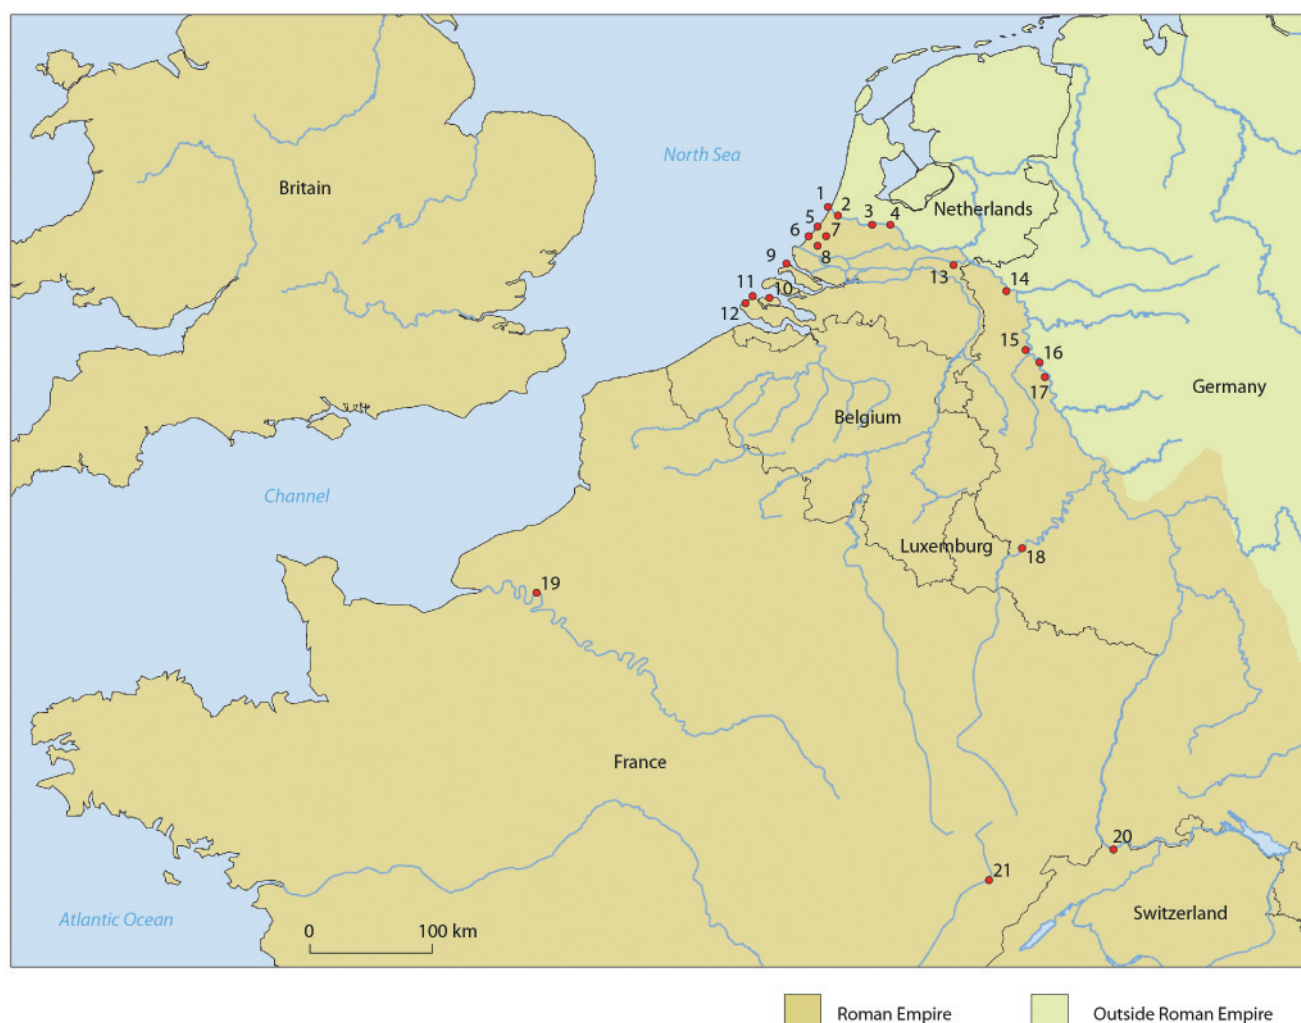 North Sea
Britain
1
2
3
4
Netherlands
5
6
7
8
9
10
11
12
13
14
15
16
17
Germany
Belgium
Channel
Luxemburg
18
19
France
20
21
Atlantic Ocean
0 100 km
Switzerland
Roman Empire
Outside Roman Empire